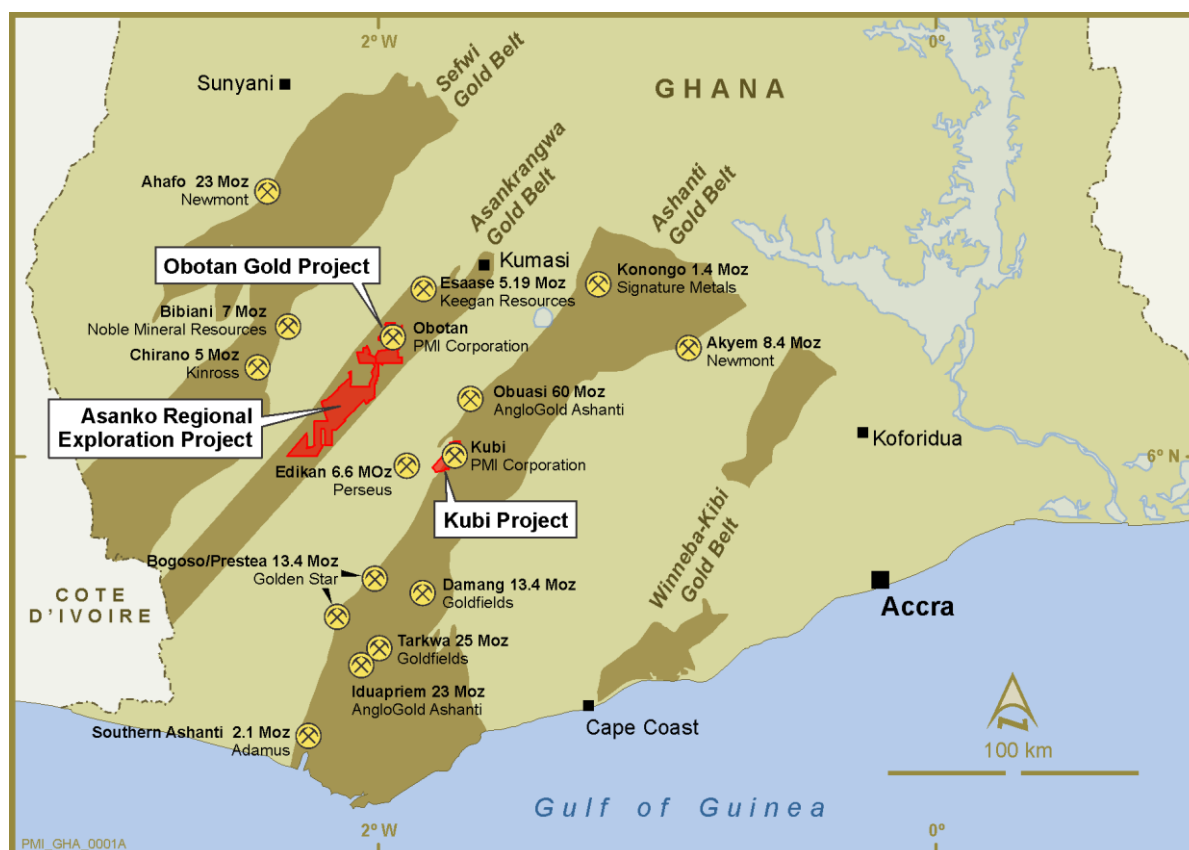 2º W
0º
Sunyani
Sefwi
Gold Belt
GHANA
Asankrangwa
Gold Belt
Ashanti
Gold Belt
Ahafo 23 Moz
Newmont
Obotan Gold Project
Kumasi
Esaase 5.19 Moz
Keegan Resources
Konongo 1.4 Moz
Signature Metals
Bibiani 7 Moz
Noble Mineral Resources
Obotan
PMI Corporation
Akyem 8.4 Moz
Newmont
Chirano 5 Moz
Kinross
Obuasi 60 Moz
AngloGold Ashanti
Asanko Regional
Exploration Project
Koforidua
Kubi
PMI Corporation
6º N
Edikan 6.6 MOz
Perseus
Kubi Project
Winneba-Kibi
Gold Belt
Bogoso/Prestea 13.4 Moz
Golden Star
Damang 13.4 Moz
Goldfields
COTE
D'IVOIRE
Accra
Tarkwa 25 Moz
Goldfields
Iduapriem 23 Moz
AngloGold Ashanti
Southern Ashanti 2.1 Moz
Adamus
Cape Coast
N
100 km
Gulf of Guinea
2º W
0º
PMI_GHA_0001A